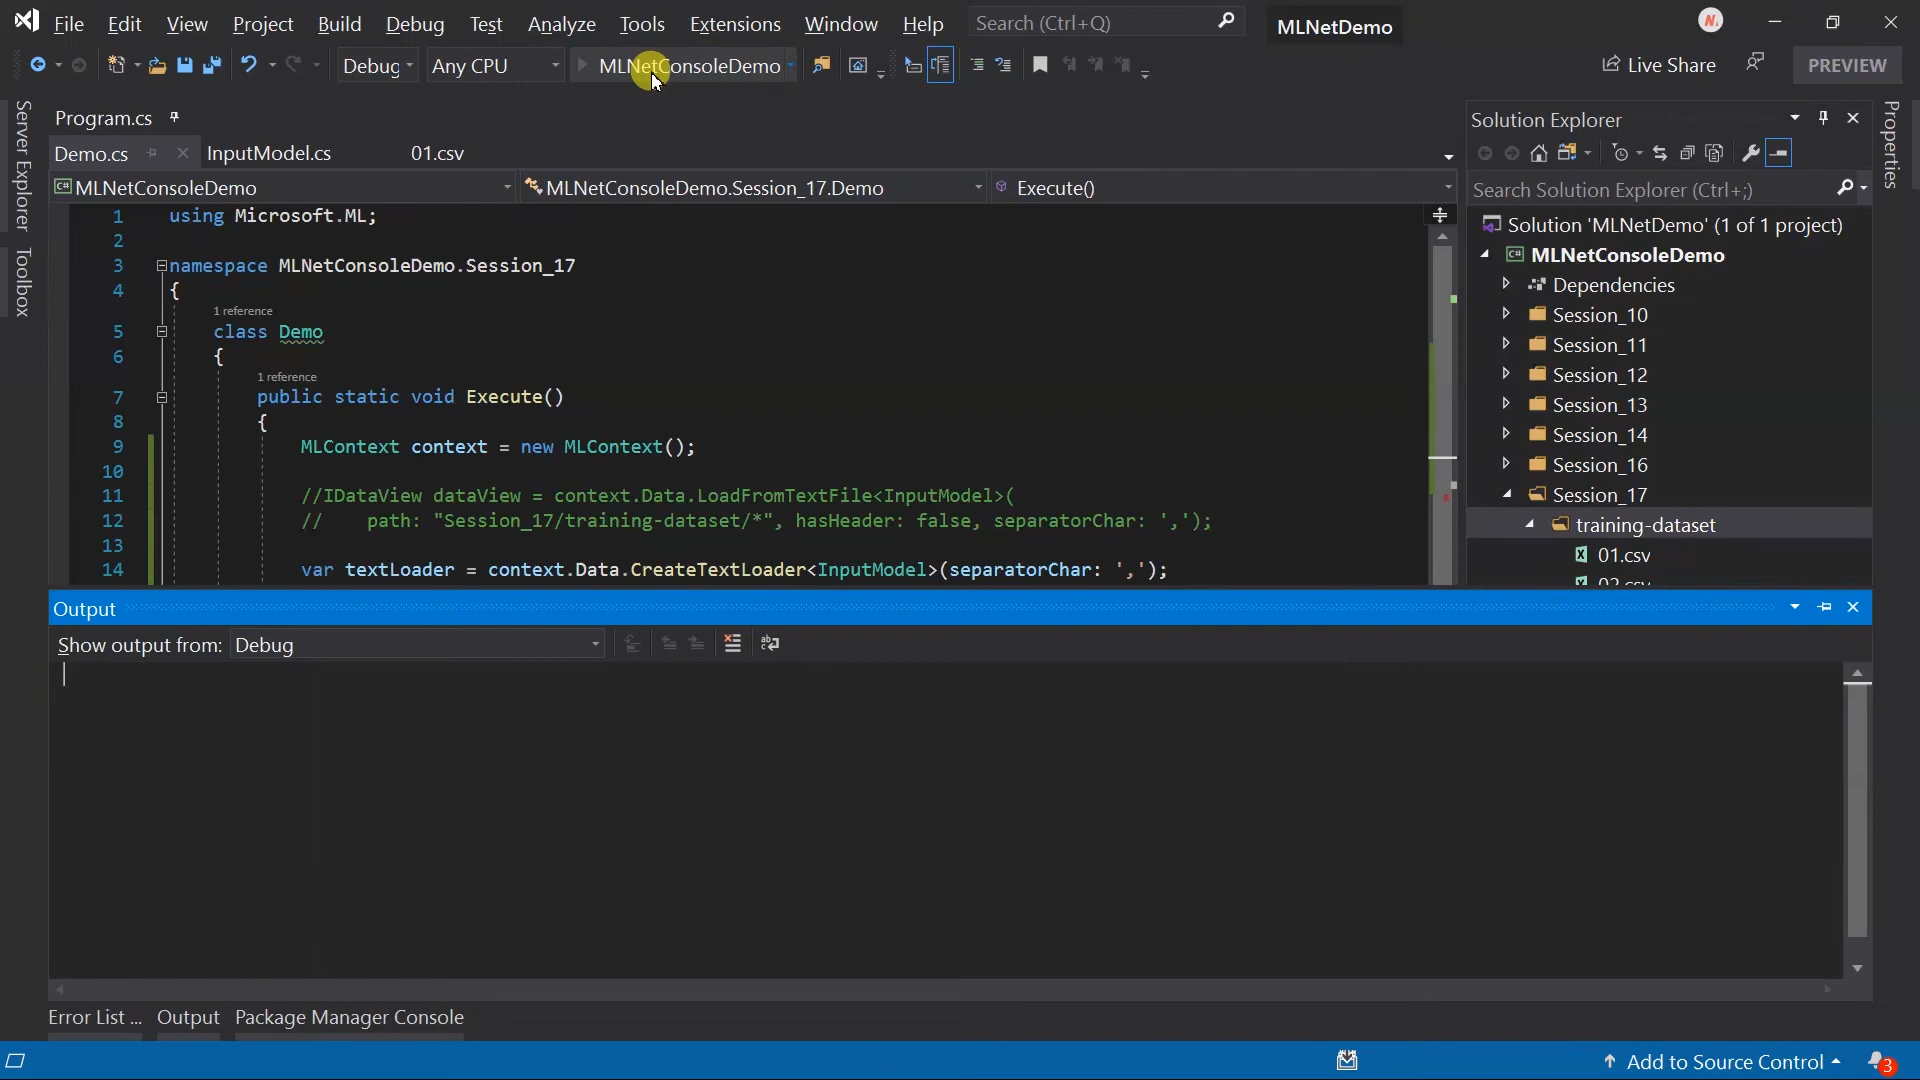 File Edit View Project Build Debug Test Analyze Tools Extensions Window Help Search (Ctrl+Q) MLNetDemo
Debug Any CPU MLNetConsoleDemo Live Share PREVIEW
Server Explorer
Toolbox
Program.cs
Demo.cs InputModel.cs 01.csv
MLNetConsoleDemo MLNetConsoleDemo.Session_17.Demo Execute()
1 using Microsoft.ML;
2
3 namespace MLNetConsoleDemo.Session_17
4 {
1 reference
5 class Demo
6 {
1 reference
7 public static void Execute()
8 {
9 MLContext context = new MLContext();
10
11 //IDataView dataView = context.Data.LoadFromTextFile<InputModel>(
12 // path: "Session_17/training-dataset/*", hasHeader: false, separatorChar: ',');
13
14 var textLoader = context.Data.CreateTextLoader<InputModel>(separatorChar: ',');
Solution Explorer
Search Solution Explorer (Ctrl+;)
Solution 'MLNetDemo' (1 of 1 project)
MLNetConsoleDemo
Dependencies
Session_10
Session_11
Session_12
Session_13
Session_14
Session_16
Session_17
training-dataset
01.csv
Properties
Output
Show output from: Debug
Error List ... Output Package Manager Console
Add to Source Control 3